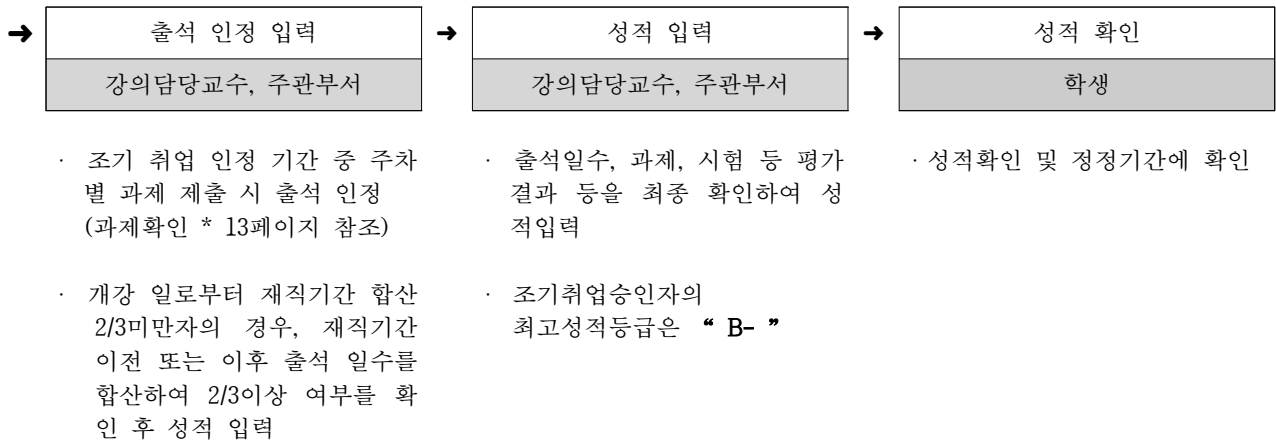 ➜ 출석 인정 입력 ➜ 성적 입력 ➜ 성적 확인
강의담당교수, 주관부서 강의담당교수, 주관부서 학생
· 조기 취업 인정 기간 중 주차
별 과제 제출 시 출석 인정
(과제확인 * 13페이지 참조)
· 개강 일로부터 재직기간 합산
2/3미만자의 경우, 재직기간
이전 또는 이후 출석 일수를
합산하여 2/3이상 여부를 확
인 후 성적 입력
· 출석일수, 과제, 시험 등 평가
결과 등을 최종 확인하여 성
적입력
· 조기취업승인자의
최고성적등급은 “ B- ”
· 성적확인 및 정정기간에 확인